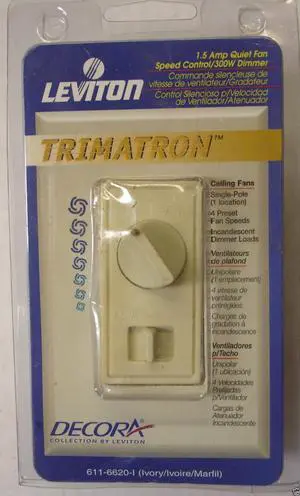 LEVITON
1.5 Amp Quiet Fan
Speed Control/300W Dimmer
Commande silencieuse de
vitesse de ventilateur/Gradateur
Control Silencioso p/Velocidad
de Ventilador/Atenuador
TRIMATRON™
Ceiling Fans
Single-Pole
(1 location)
4 Preset
Fan Speeds
Incandescent
Dimmer Loads
Ventilateurs
de plafond
Unipolaire
(1 emplacement)
4 vitesse de
ventilateur
préréglées
Charges de
gradation à
incandescence
Ventiladores
p/Techo
Unipolar
(1 ubicación)
4 Velocidades
Prefijadas
p/Ventilador
Cargas de
Atenuador
Incandescente
DECORA
COLLECTION BY LEVITON
611-6620-I (Ivory/Ivoire/Marfil)